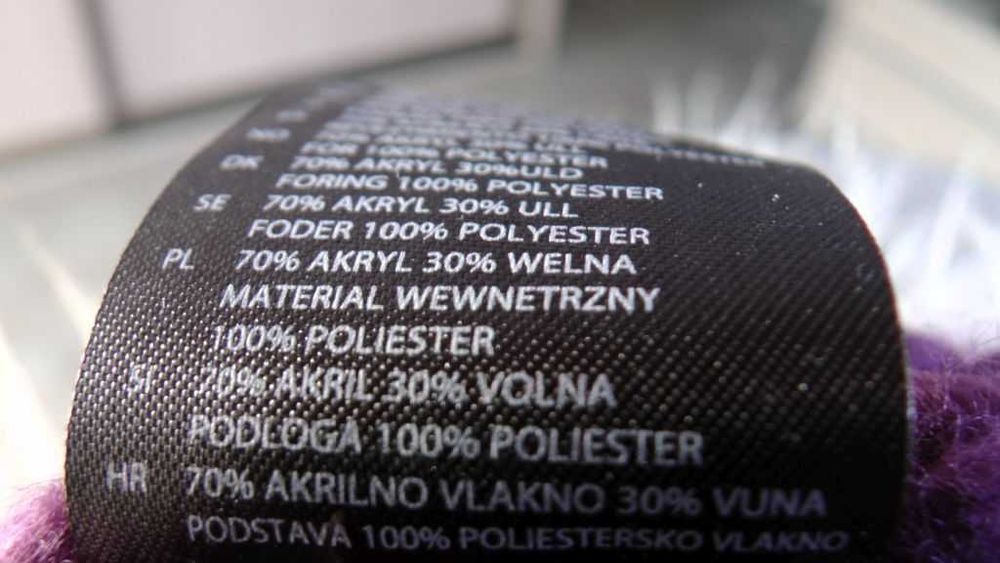 FOR 100% POLYESTER
DK 70% AKRYL 30%ULD
FORING 100% POLYESTER
SE 70% AKRYL 30% ULL
FODER 100% POLYESTER
PL 70% AKRYL 30% WELNA
MATERIAL WEWNETRZNY
100% POLIESTER
SI 70% AKRIL 30% VOLNA
PODLOGA 100% POLIESTER
HR 70% AKRILNO VLAKNO 30% VUNA
PODSTAVA 100% POLIESTERSKO VLAKNO